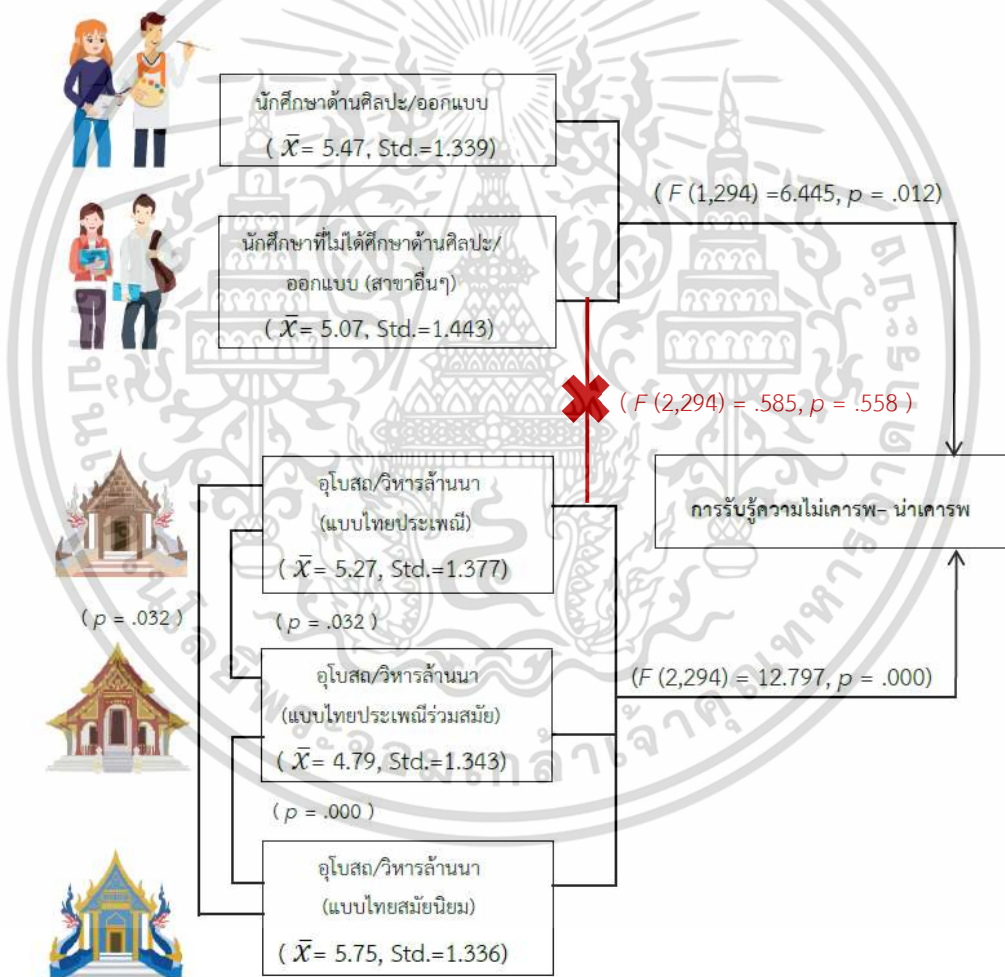 นักศึกษาด้านศิลปะ/ออกแบบ
( x̄ = 5.47, Std.=1.339)
( F (1,294) =6.445, p = .012)
นักศึกษาที่ไม่ได้ศึกษาด้านศิลปะ/
ออกแบบ (สาขาอื่นๆ)
( x̄ = 5.07, Std.=1.443)
( F (2,294) = .585, p = .558 )
อุโบสถ/วิหารล้านนา
(แบบไทยประเพณี)
( x̄ = 5.27, Std.=1.377)
การรับรู้ความไม่เคารพ– น่าเคารพ
( p = .032 )
( p = .032 )
อุโบสถ/วิหารล้านนา
(แบบไทยประเพณีร่วมสมัย)
( x̄ = 4.79, Std.=1.343)
(F (2,294) = 12.797, p = .000)
( p = .000 )
อุโบสถ/วิหารล้านนา
(แบบไทยสมัยนิยม)
( x̄ = 5.75, Std.=1.336)